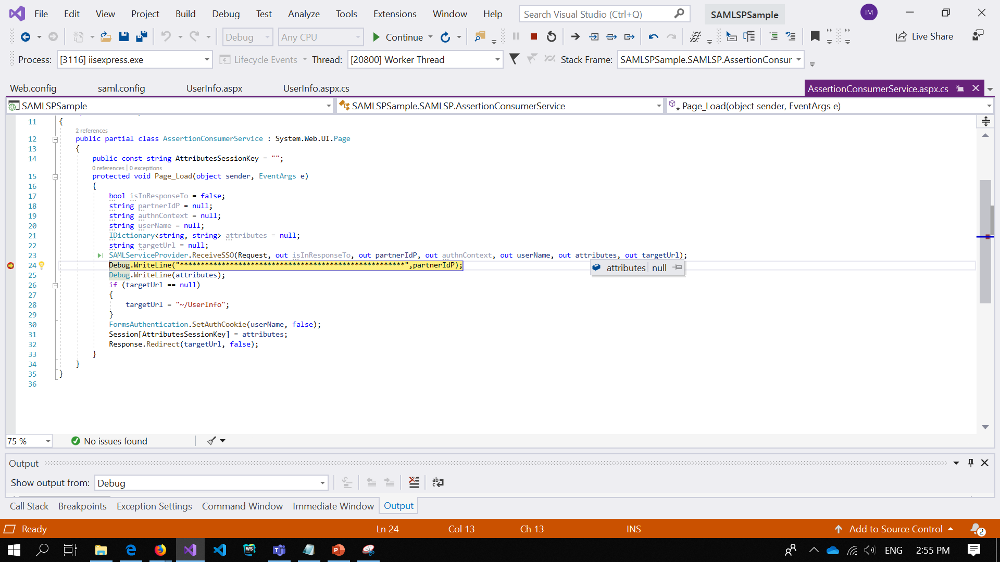 File Edit View Project Build Debug Test Analyze Tools Extensions Window Help Search Visual Studio (Ctrl+Q) SAMLSPSample IM
Debug Any CPU Continue Live Share
Process: [3116] iisexpress.exe Lifecycle Events Thread: [20800] Worker Thread Stack Frame: SAMLSPSample.SAMLSP.AssertionConsur
Web.config saml.config UserInfo.aspx UserInfo.aspx.cs AssertionConsumerService.aspx.cs
SAMLSPSample SAMLSPSample.SAMLSP.AssertionConsumerService Page_Load(object sender, EventArgs e)
11 {
2 references
12 public partial class AssertionConsumerService : System.Web.UI.Page
13 {
14 public const string AttributesSessionKey = "";
0 references | 0 exceptions
15 protected void Page_Load(object sender, EventArgs e)
16 {
17 bool isInResponseTo = false;
18 string partnerIdP = null;
19 string authnContext = null;
20 string userName = null;
21 IDictionary<string, string> attributes = null;
22 string targetUrl = null;
23 SAMLServiceProvider.ReceiveSSO(Request, out isInResponseTo, out partnerIdP, out authnContext, out userName, out attributes, out targetUrl);
24 Debug.WriteLine("******************************************************",partnerIdP);
attributes null
25 Debug.WriteLine(attributes);
26 if (targetUrl == null)
27 {
28 targetUrl = "~/UserInfo";
29 }
30 FormsAuthentication.SetAuthCookie(userName, false);
31 Session[AttributesSessionKey] = attributes;
32 Response.Redirect(targetUrl, false);
33 }
34 }
35 }
36
75 % No issues found
Output
Show output from: Debug
Call Stack Breakpoints Exception Settings Command Window Immediate Window Output
Ready Ln 24 Col 13 Ch 13 INS Add to Source Control 2
WS ENG 2:55 PM